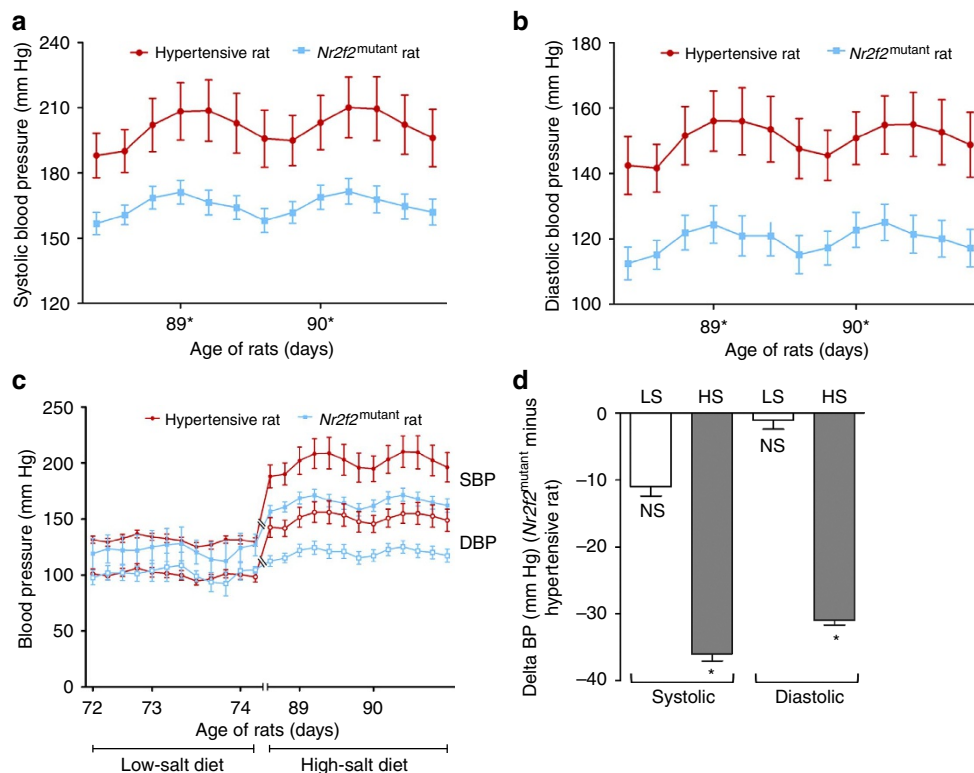 a
Hypertensive rat
Nr2f2mutant rat
Systolic blood pressure (mm Hg)
240
210
180
150
120
89*
90*
Age of rats (days)
b
Hypertensive rat
Nr2f2mutant rat
Diastolic blood pressure (mm Hg)
180
160
140
120
100
89*
90*
Age of rats (days)
c
Hypertensive rat
Nr2f2mutant rat
Blood pressure (mm Hg)
250
200
150
100
50
0
SBP
DBP
72
73
74
89
90
Age of rats (days)
Low-salt diet
High-salt diet
d
LS
HS
LS
HS
Delta BP (mm Hg) (Nr2f2mutant minus
hypertensive rat)
0
−10
−20
−30
−40
NS
*
NS
*
Systolic
Diastolic